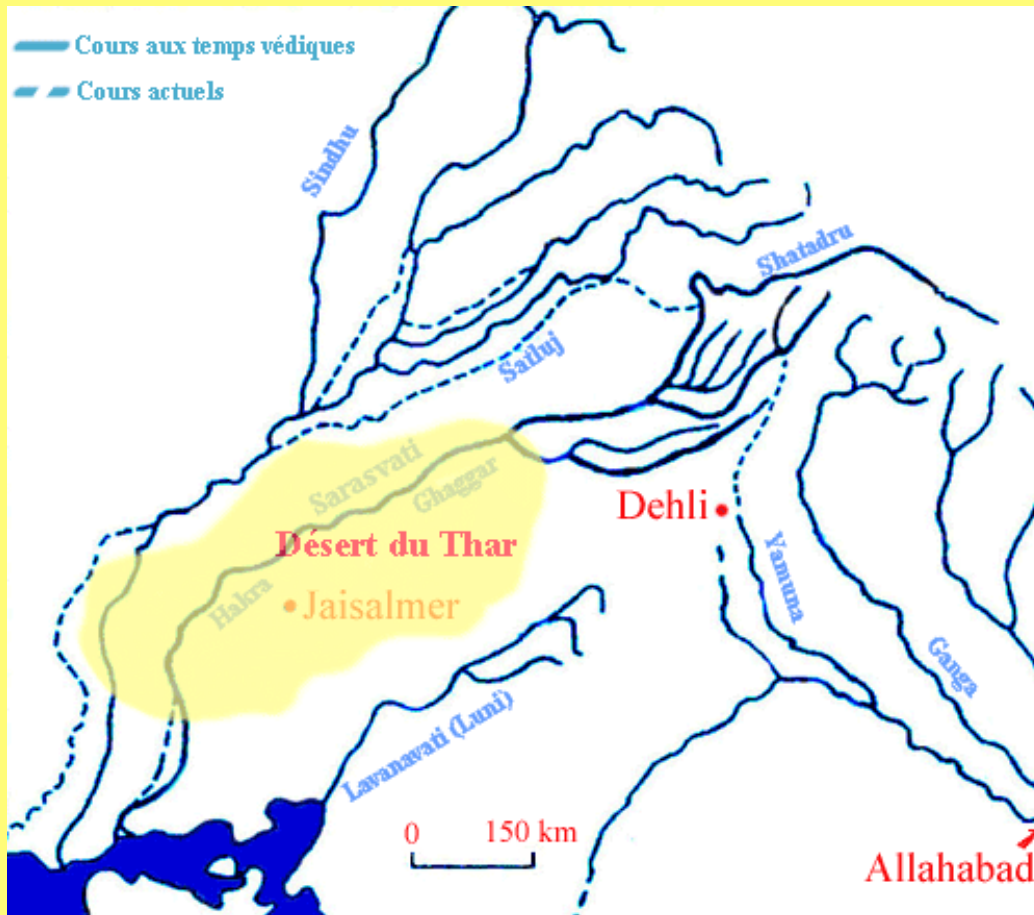 Cours aux temps védiques
Cours actuels
Sindhu
Shatadru
Satluj
Sarasvati
Ghaggar
Dehli
Désert du Thar
Hakra
Jaisalmer
Yamuna
Ganga
Lavanavati (Luni)
0 150 km
Allahabad